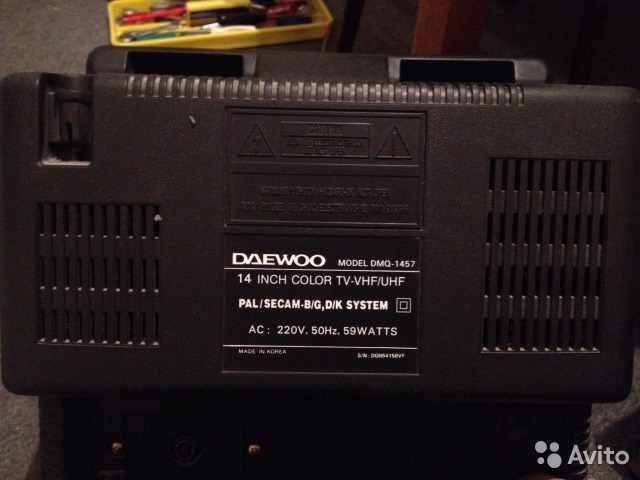 CAUTION
DAEWOO MODEL DMQ-1457
14 INCH COLOR TV-VHF/UHF
PAL/SECAM-B/G,D/K SYSTEM
AC: 220V, 50Hz, 59WATTS
MADE IN KOREA S/N: DGN54156VF
Avito